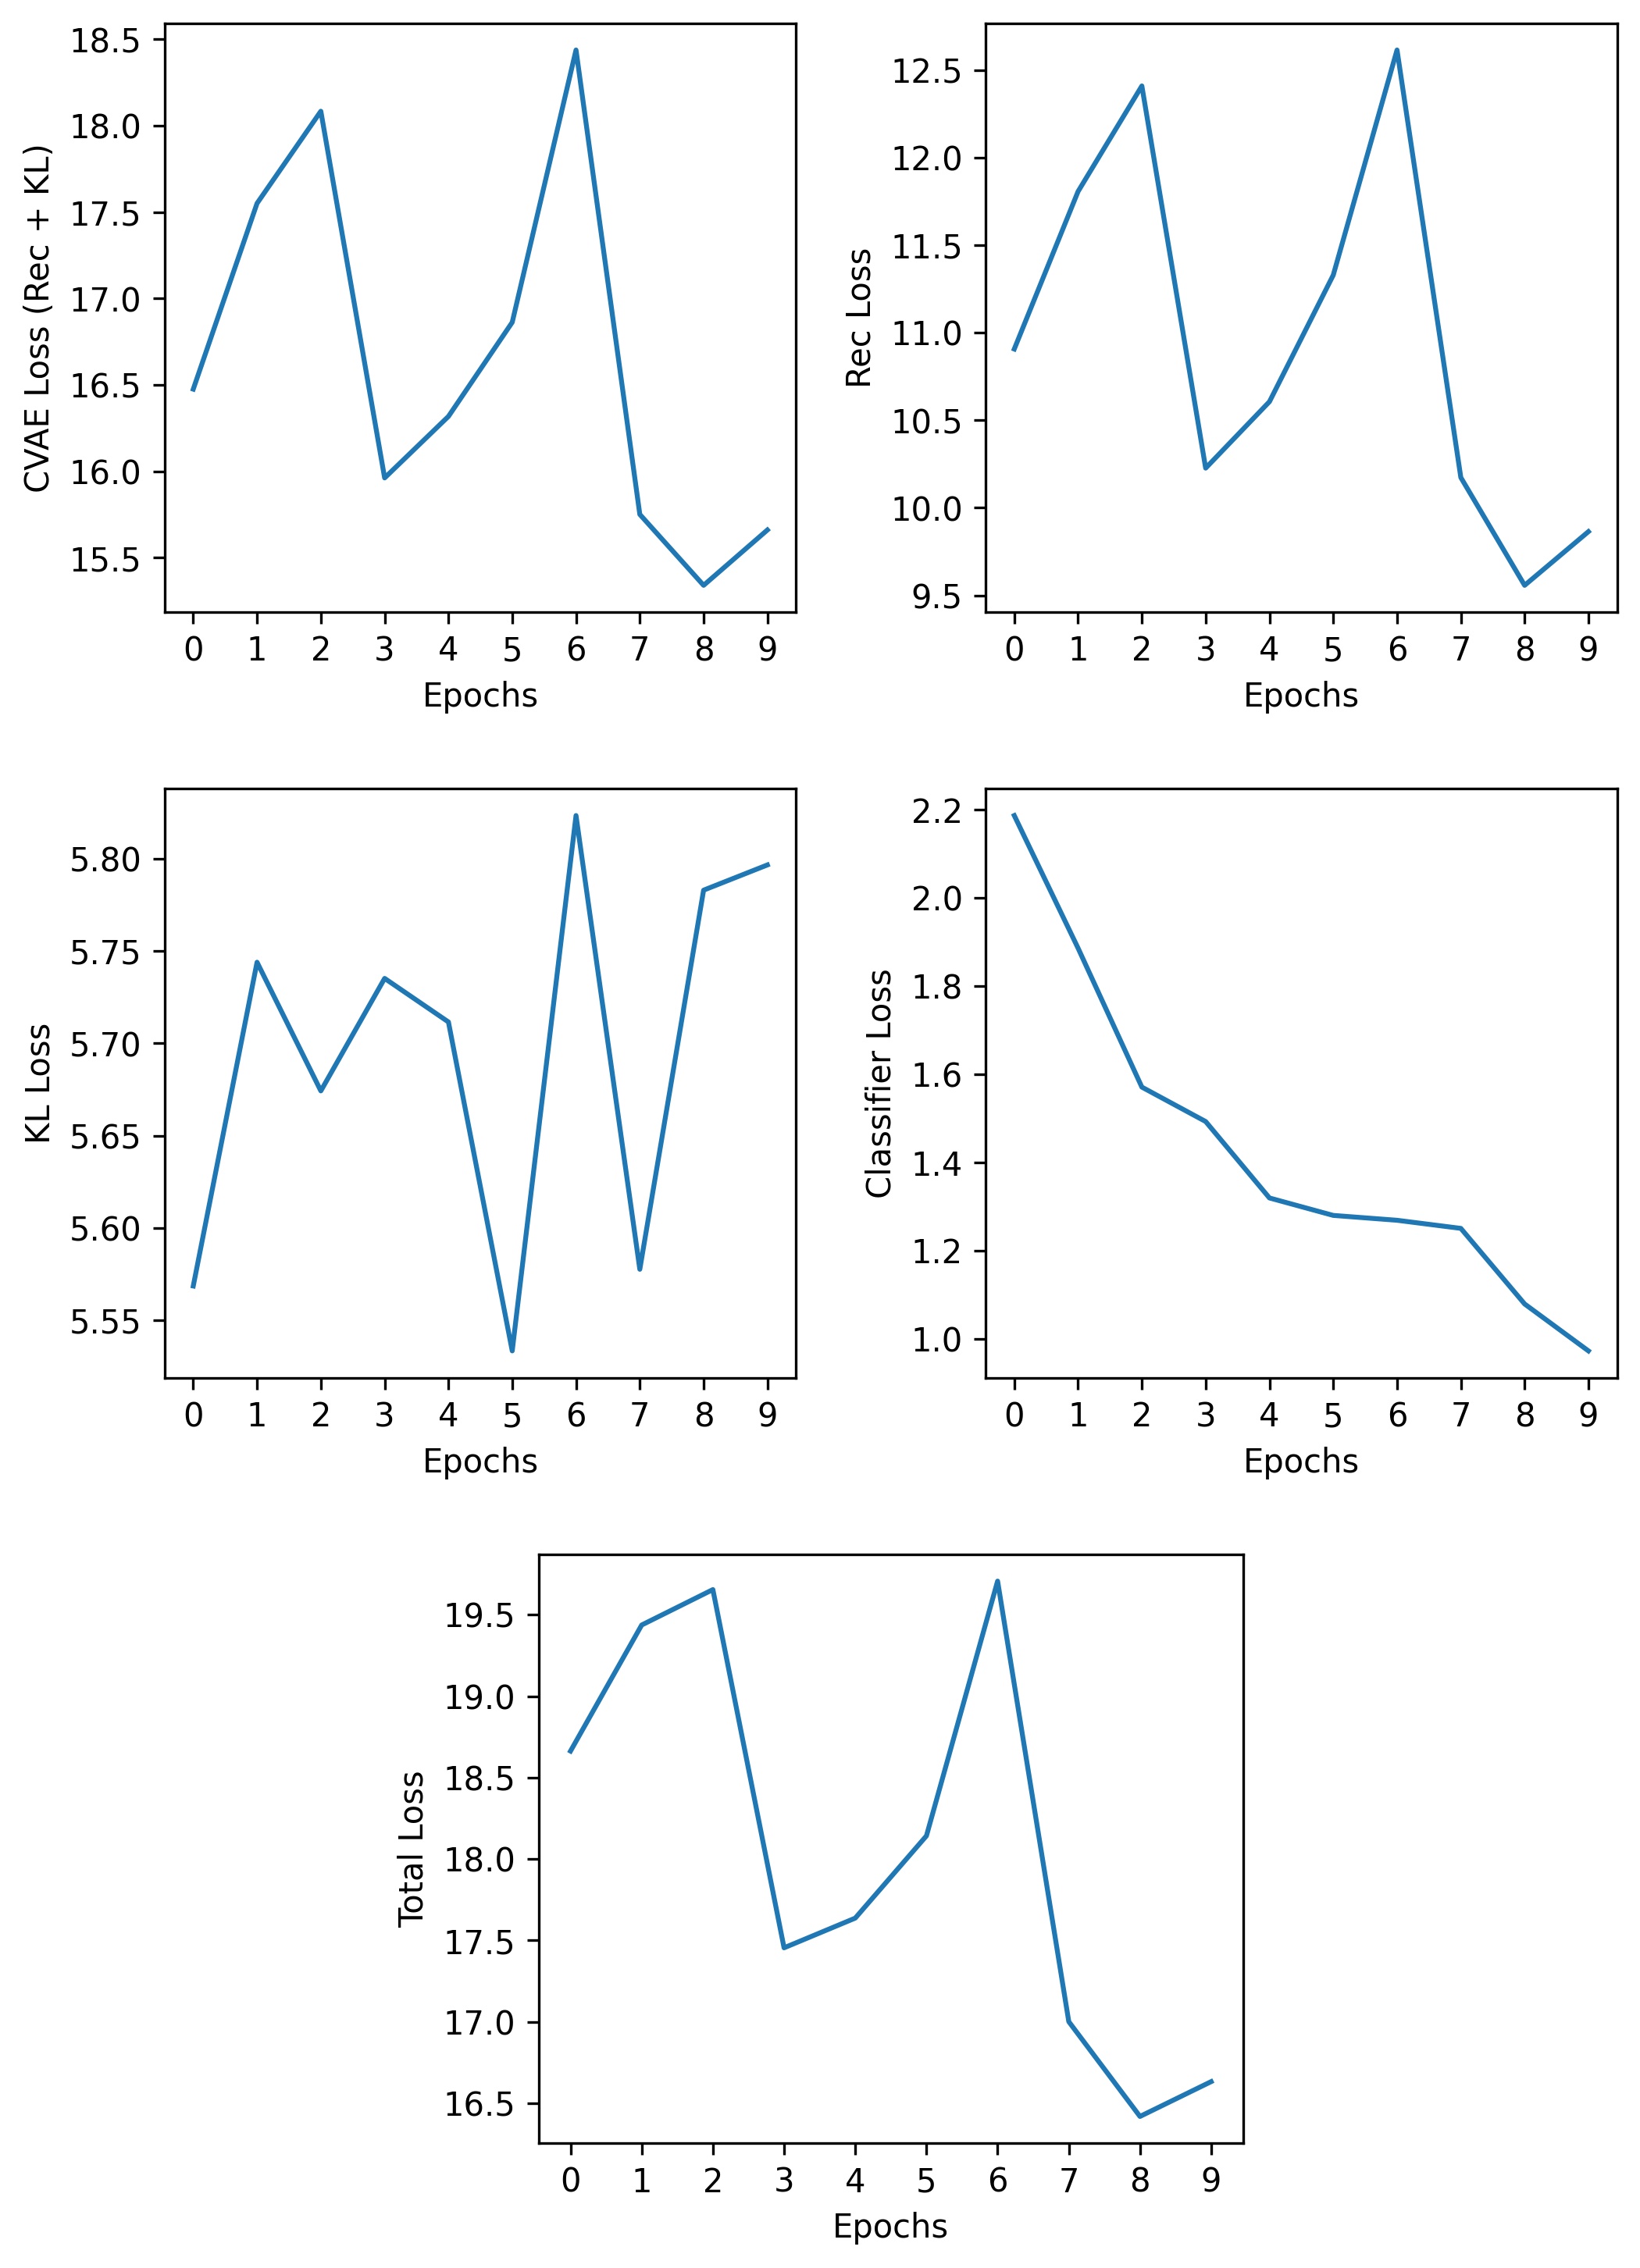 CVAE Loss (Rec + KL)
18.5
18.0
17.5
17.0
16.5
16.0
15.5
0 1 2 3 4 5 6 7 8 9
Epochs
Rec Loss
12.5
12.0
11.5
11.0
10.5
10.0
9.5
0 1 2 3 4 5 6 7 8 9
Epochs
KL Loss
5.80
5.75
5.70
5.65
5.60
5.55
0 1 2 3 4 5 6 7 8 9
Epochs
Classifier Loss
2.2
2.0
1.8
1.6
1.4
1.2
1.0
0 1 2 3 4 5 6 7 8 9
Epochs
Total Loss
19.5
19.0
18.5
18.0
17.5
17.0
16.5
0 1 2 3 4 5 6 7 8 9
Epochs